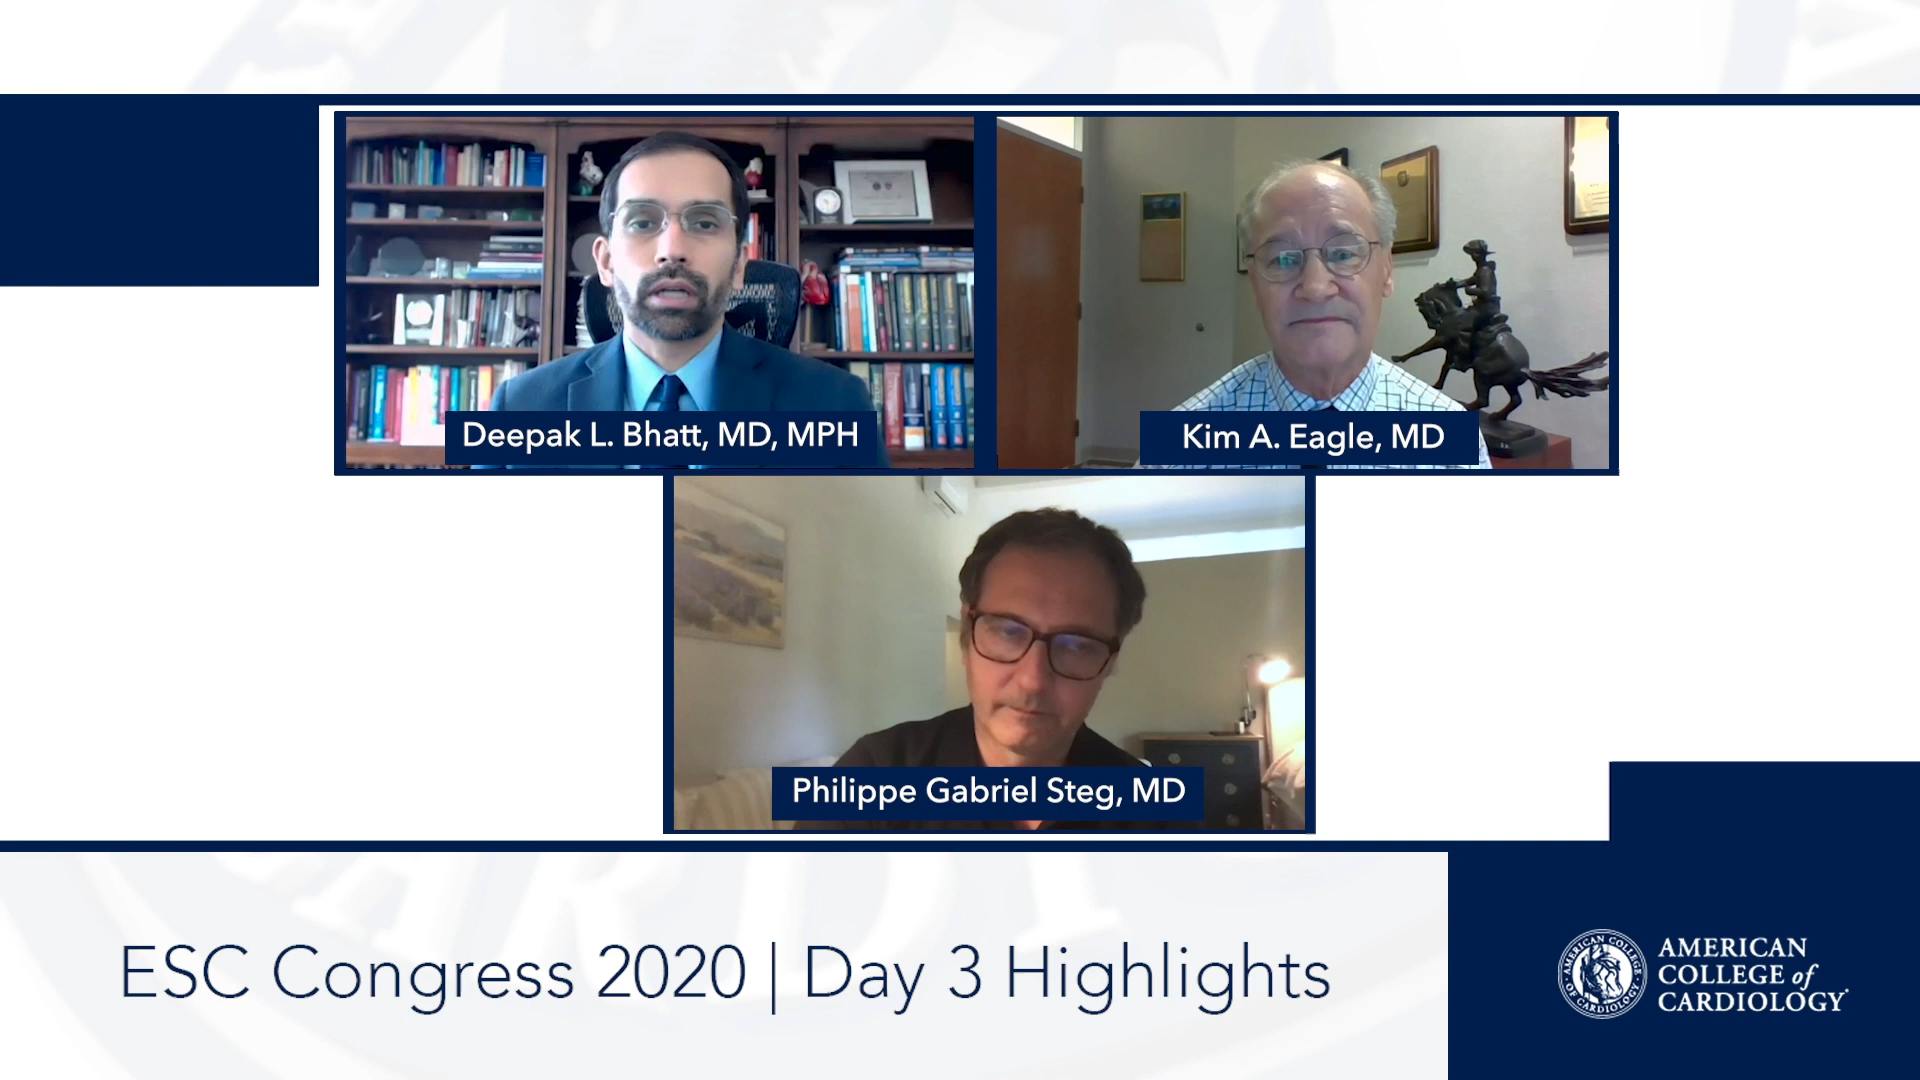 Deepak L. Bhatt, MD, MPH
Kim A. Eagle, MD
Philippe Gabriel Steg, MD
ESC Congress 2020 | Day 3 Highlights
AMERICAN
COLLEGE of
CARDIOLOGY